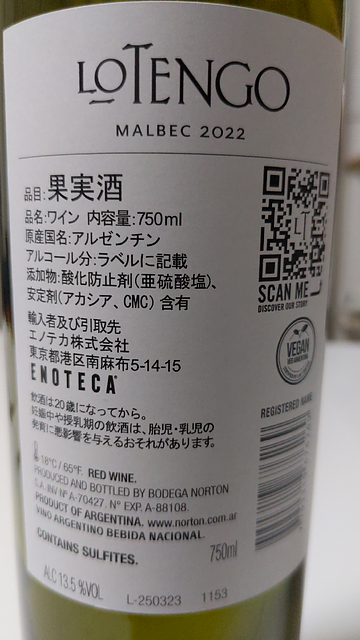 LOTENGO
MALBEC 2022
品目:果実酒
品名:ワイン 内容量:750ml
原産国名:アルゼンチン
アルコール分:ラベルに記載
添加物:酸化防止剤(亜硫酸塩)、
安定剤(アカシア、CMC) 含有
輸入者及び引取先
エノテカ株式会社
東京都港区南麻布5-14-15
ENOTECA
飲酒は20歳になってから。
妊娠中や授乳期の飲酒は、胎児・乳児の
発育に悪影響を与えるおそれがあります。
LT
SCAN ME
DISCOVER OUR STORY
VEGAN
REGISTERED NAME
18°C / 65°F. RED WINE.
PRODUCED AND BOTTLED BY BODEGA NORTON
S.A. INV Nº A-70427. Nº EXP. A-88108.
PRODUCT OF ARGENTINA. www.norton.com.ar
VINO ARGENTINO BEBIDA NACIONAL.
CONTAINS SULFITES.
750ml
ALC 13.5 %VOL
L-250323 1153